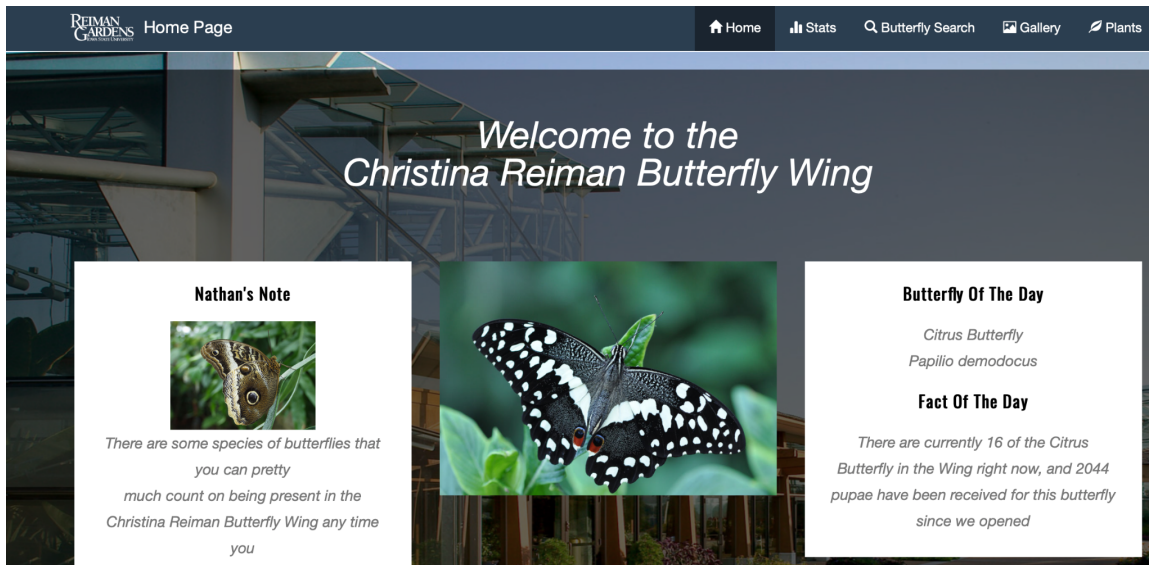 REIMAN
GARDENS
IOWA STATE UNIVERSITY
Home Page
Home
Stats
Butterfly Search
Gallery
Plants
Welcome to the
Christina Reiman Butterfly Wing
Nathan's Note
There are some species of butterflies that
you can pretty
much count on being present in the
Christina Reiman Butterfly Wing any time
you
Butterfly Of The Day
Citrus Butterfly
Papilio demodocus
Fact Of The Day
There are currently 16 of the Citrus
Butterfly in the Wing right now, and 2044
pupae have been received for this butterfly
since we opened